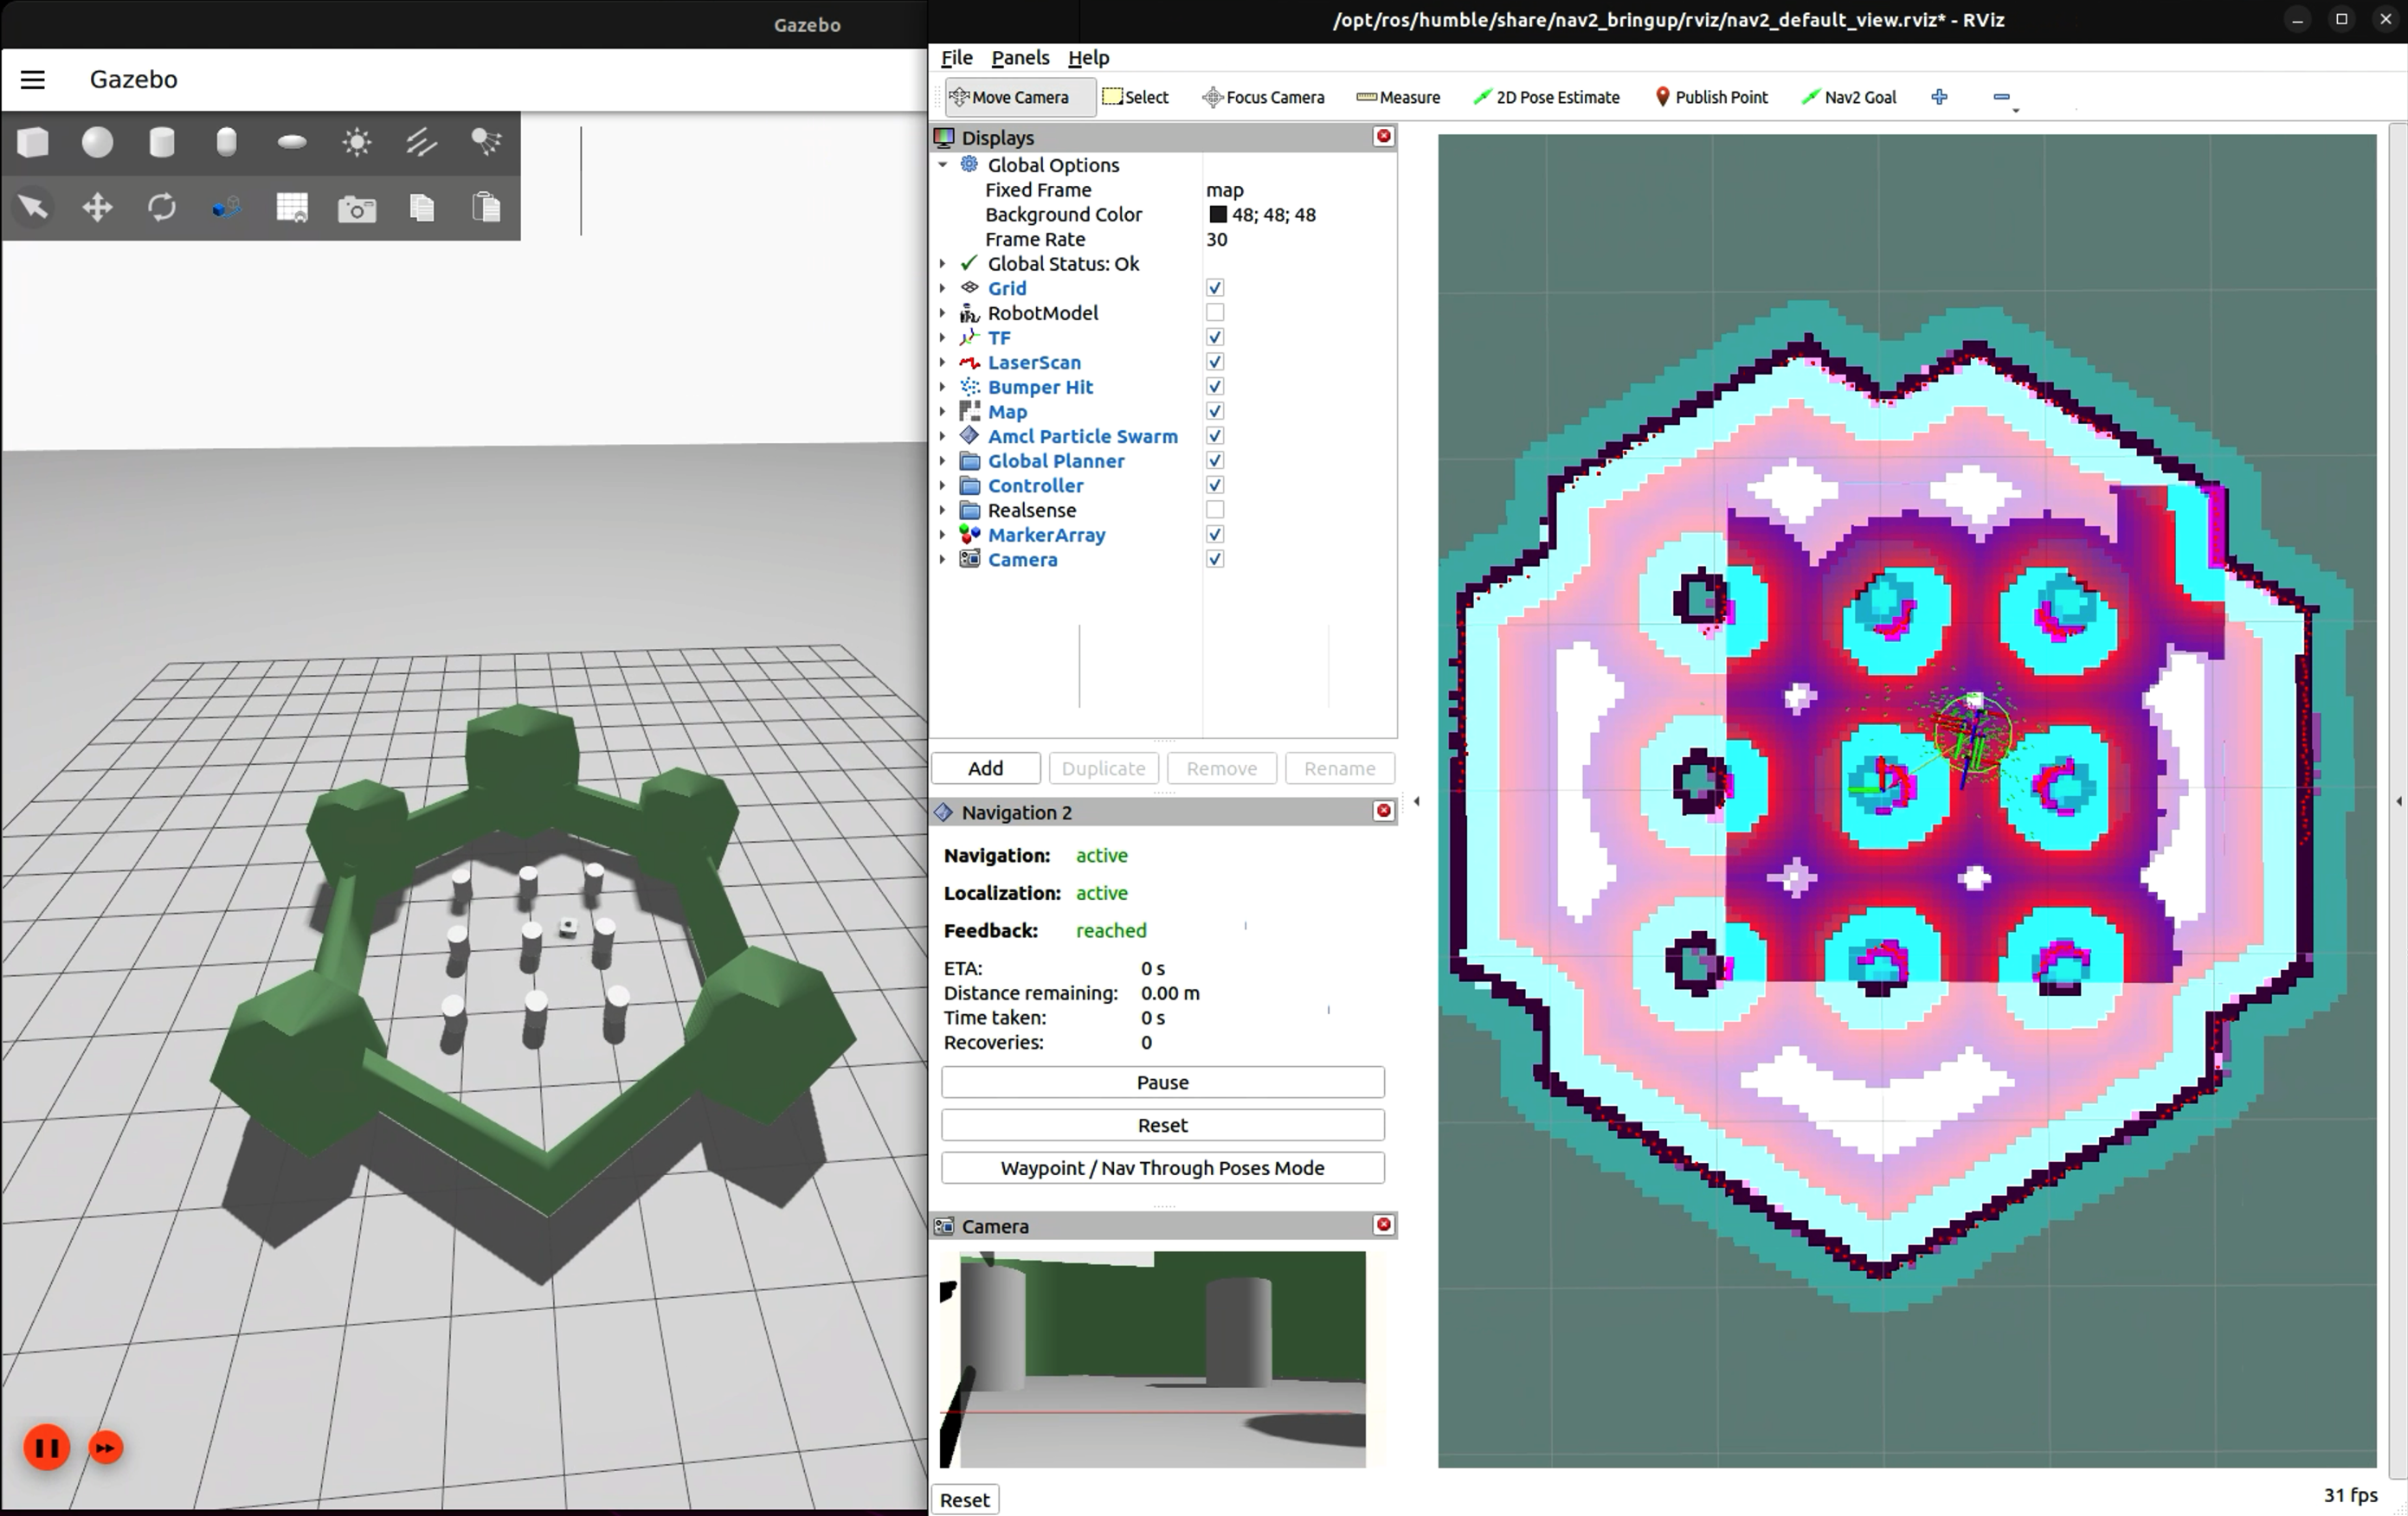 Gazebo
/opt/ros/humble/share/nav2_bringup/rviz/nav2_default_view.rviz* - RViz
Gazebo
File Panels Help
Move Camera Select Focus Camera Measure 2D Pose Estimate Publish Point Nav2 Goal
Displays
Global Options
Fixed Frame map
Background Color 48; 48; 48
Frame Rate 30
Global Status: Ok
Grid
RobotModel
TF
LaserScan
Bumper Hit
Map
Amcl Particle Swarm
Global Planner
Controller
Realsense
MarkerArray
Camera
Add Duplicate Remove Rename
Navigation 2
Navigation: active
Localization: active
Feedback: reached
ETA: 0 s
Distance remaining: 0.00 m
Time taken: 0 s
Recoveries: 0
Pause
Reset
Waypoint / Nav Through Poses Mode
Camera
Reset
31 fps